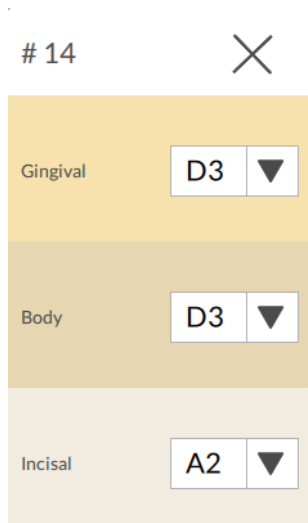 # 14
Gingival
D3
Body
D3
Incisal
A2